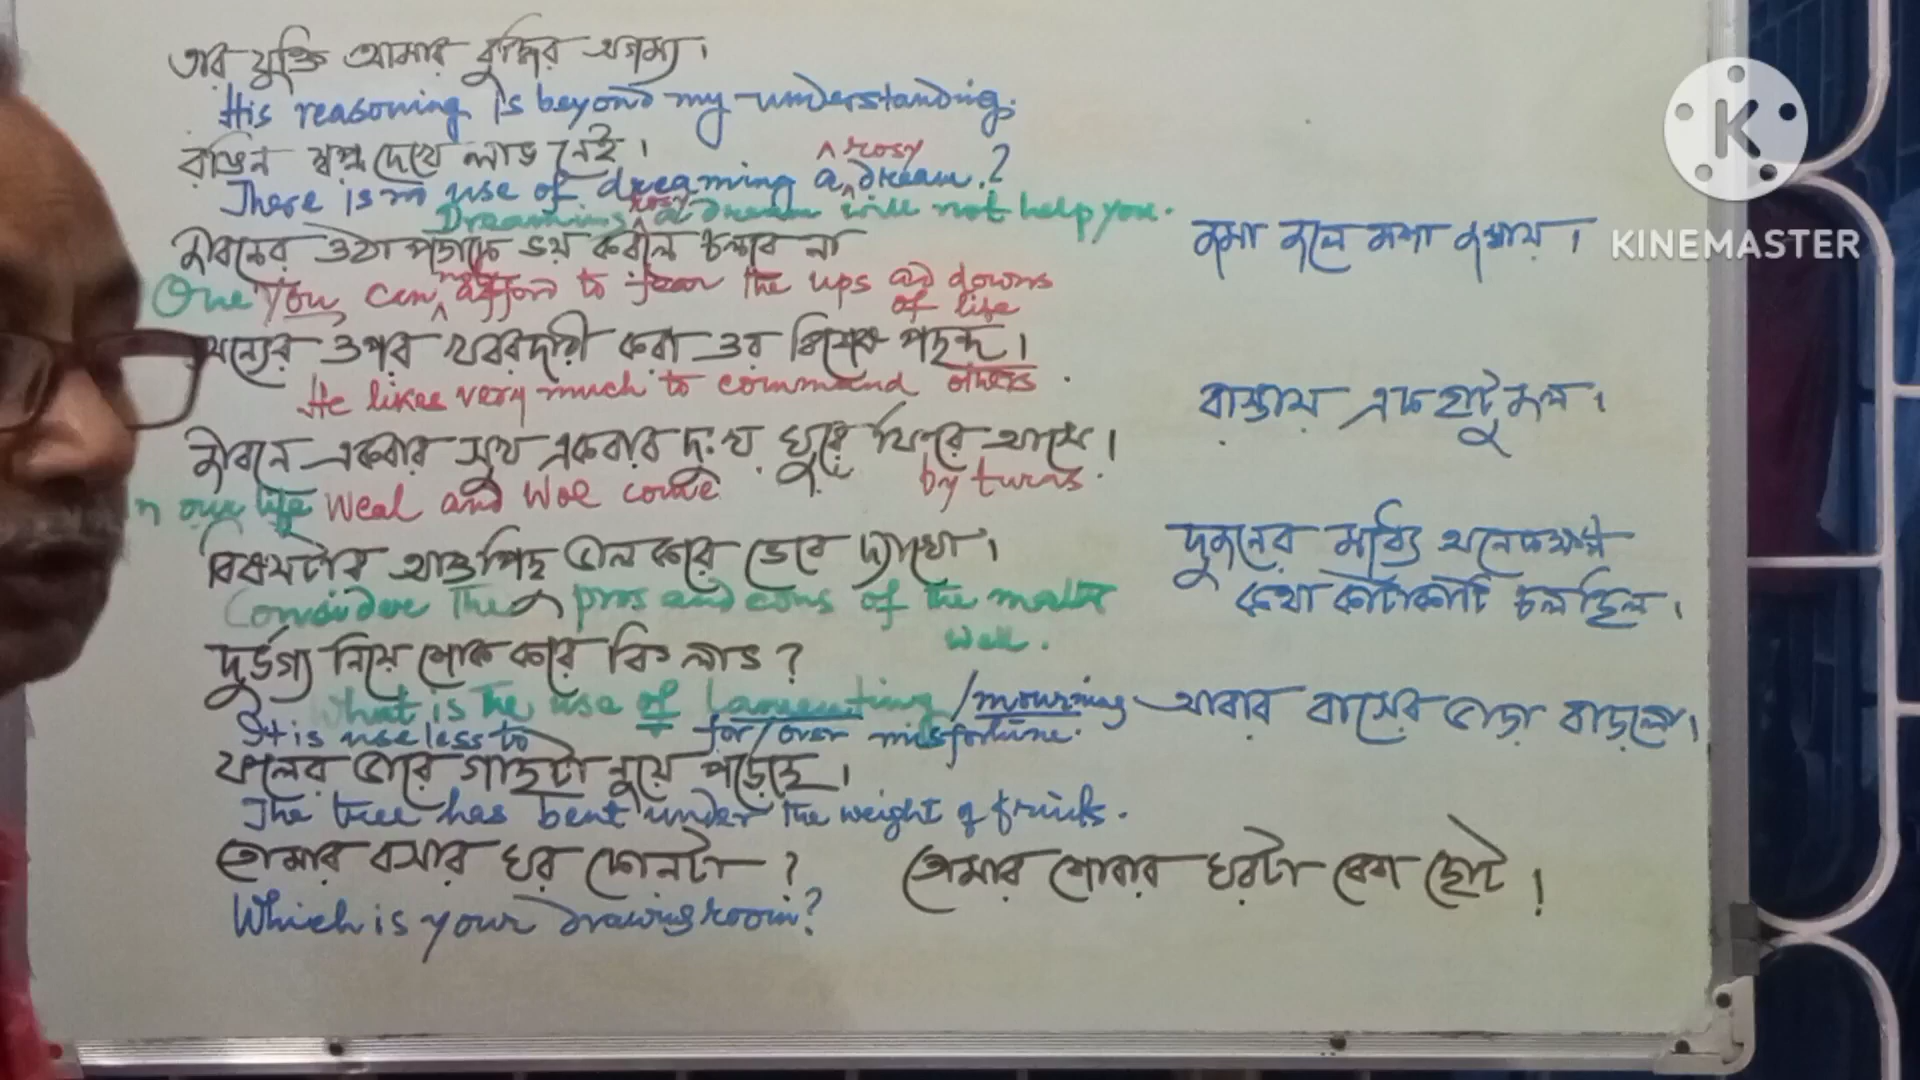 তার যুক্তি আমার বুদ্ধির অগম্য।
His reasoning is beyond my understanding.
রঙিন স্বপ্ন দেখে লাভ নেই।
^ rosy
There is no use of dreaming a ^ dream.?
Dreaming rosy a dream will not help you.
জীবনের ওঠা পড়াকে ভয় করলে চলবে না
One You can ^ not afford to fear the ups and downs
of life
অন্যের ওপর খবরদারী করা ওর বিশেষ পছন্দ।
He likes very much to command others.
জীবনে একবার সুখ একবার দুঃখ ঘুরে ফিরে আসে।
n our life Weal and Woe come by turns.
বিষয়টার আগুপিছু ভাল করে ভেবে দ্যাখো।
Consider the pros and cons of the matter
well.
দুর্ভাগ্য নিয়ে শোক করে কি লাভ?
What is the use of Lamenting / mourning
It is useless to for/over misfortune.
ফলের ভারে গাছটা নুয়ে পড়েছে।
The tree has bent under the weight of fruits.
তোমার বসার ঘর কোনটা?
Which is your drawing room?
তোমার শোবার ঘরটা বেশ ছোট।
জমা জলে মশা জন্মায়।
রাস্তায় এক হাটু জল।
দুজনের মধ্যে অনেকক্ষণ
কথা কাটাকাটি চলছিল।
আবার বাসের ভাড়া বাড়লো।
KINEMASTER